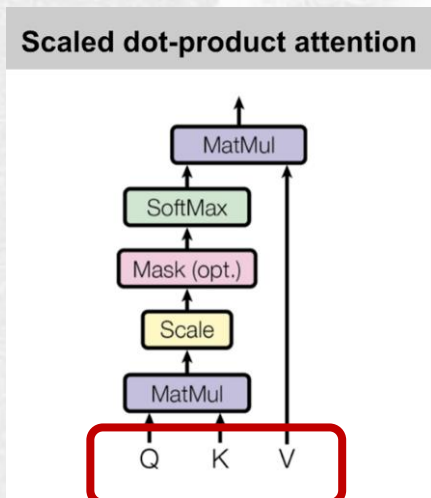 Scaled dot-product attention
MatMul
SoftMax
Mask (opt.)
Scale
MatMul
Q K V